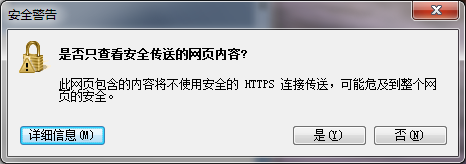 安全警告
是否只查看安全传送的网页内容?
此网页包含的内容将不使用安全的 HTTPS 连接传送，可能危及到整个网
页的安全。
详细信息(M)
是(Y)
否(N)